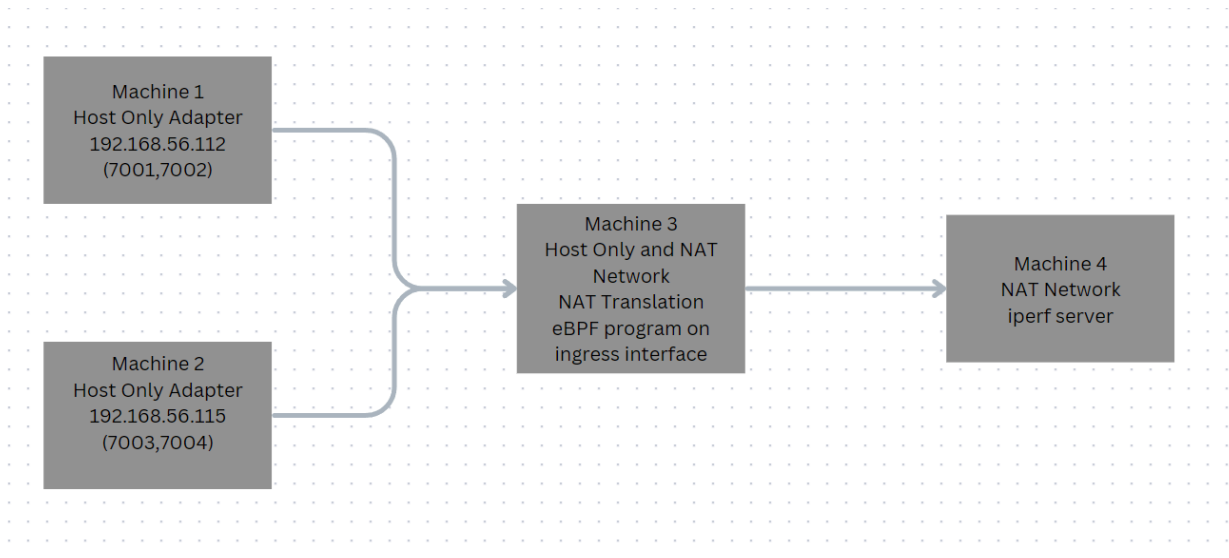 Machine 1
Host Only Adapter
192.168.56.112
(7001,7002)
Machine 2
Host Only Adapter
192.168.56.115
(7003,7004)
Machine 3
Host Only and NAT
Network
NAT Translation
eBPF program on
ingress interface
Machine 4
NAT Network
iperf server